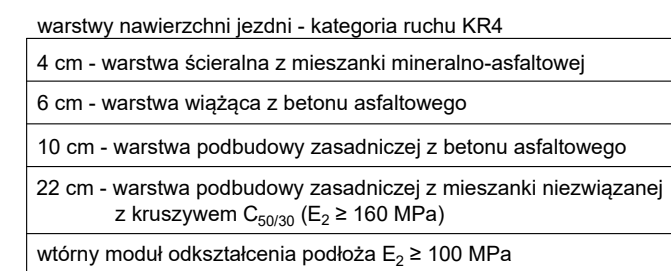 warstwy nawierzchni jezdni - kategoria ruchu KR4
4 cm - warstwa ścieralna z mieszanki mineralno-asfaltowej
6 cm - warstwa wiążąca z betonu asfaltowego
10 cm - warstwa podbudowy zasadniczej z betonu asfaltowego
22 cm - warstwa podbudowy zasadniczej z mieszanki niezwiązanej
z kruszywem C50/30 (E2 ≥ 160 MPa)
wtórny moduł odkształcenia podłoża E2 ≥ 100 MPa